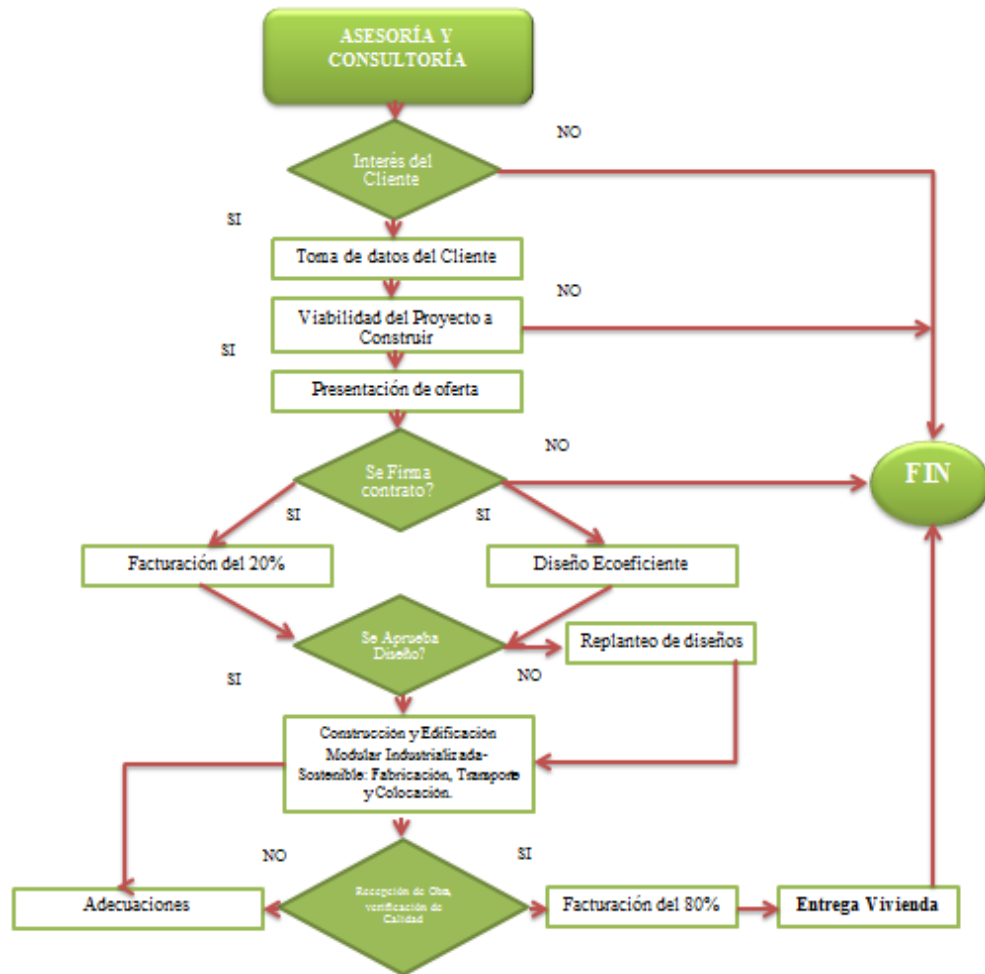 ASESORÍA Y
CONSULTORÍA
NO
Interés del
Cliente
SI
Toma de datos del Cliente
NO
Viabilidad del Proyecto a
Construir
SI
Presentación de oferta
NO
Se Firma
contrato?
FIN
SI
SI
Facturación del 20%
Diseño Ecoeficiente
Se Aprueba
Diseño?
Replanteo de diseños
SI
NO
Construcción y Edificación
Modular Industrializada-
Sostenible: Fabricación, Transporte
y Colocación.
NO
SI
Recepción de Obra,
verificación de
Calidad
Adecuaciones
Facturación del 80%
Entrega Vivienda